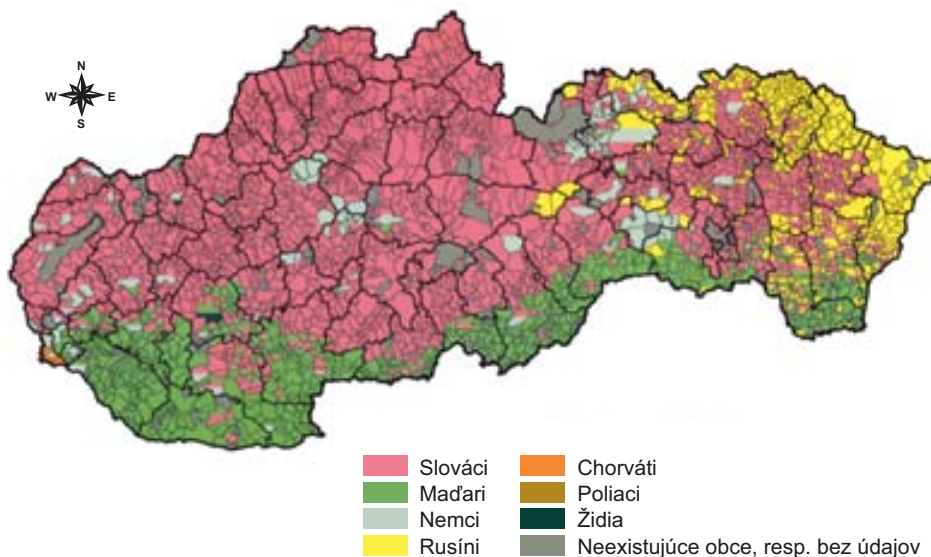 N
W E
S
Slováci
Maďari
Nemci
Rusíni
Chorváti
Poliaci
Židia
Neexistujúce obce, resp. bez údajov